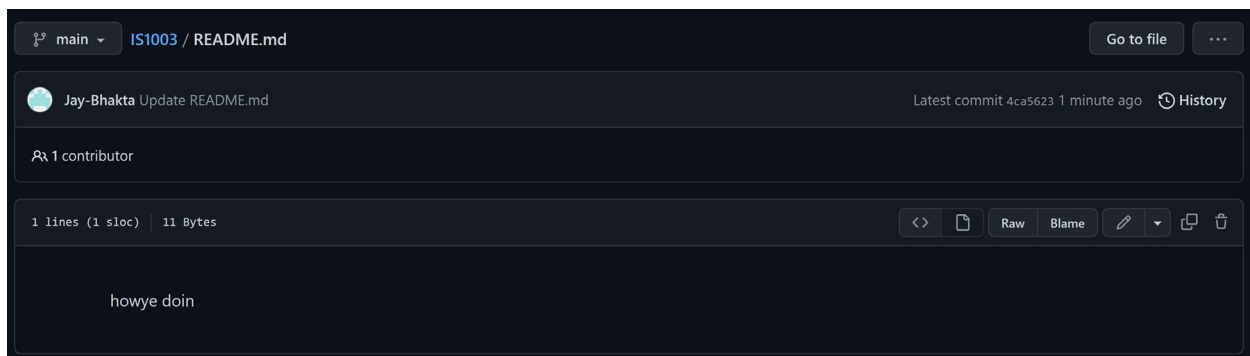 main IS1003 / README.md Go to file ...
Jay-Bhakta Update README.md Latest commit 4ca5623 1 minute ago History
1 contributor
1 lines (1 sloc) 11 Bytes <> Raw Blame
howye doin